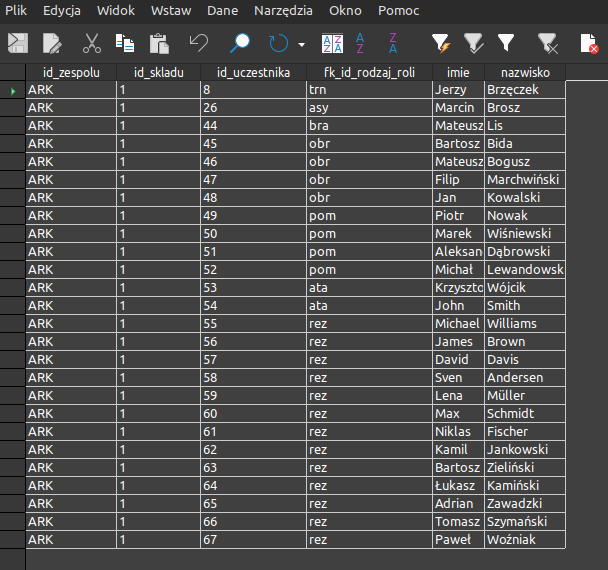 Plik Edycja Widok Wstaw Dane Narzędzia Okno Pomoc
id_zespolu id_skladu id_uczestnika fk_id_rodzaj_roli imie nazwisko
ARK 1 8 trn Jerzy Brzęczek
ARK 1 26 asy Marcin Brosz
ARK 1 44 bra Mateusz Lis
ARK 1 45 obr Bartosz Bida
ARK 1 46 obr Mateusz Bogusz
ARK 1 47 obr Filip Marchwiński
ARK 1 48 obr Jan Kowalski
ARK 1 49 pom Piotr Nowak
ARK 1 50 pom Marek Wiśniewski
ARK 1 51 pom Aleksan Dąbrowski
ARK 1 52 pom Michał Lewandowsk
ARK 1 53 ata Krzyszto Wójcik
ARK 1 54 ata John Smith
ARK 1 55 rez Michael Williams
ARK 1 56 rez James Brown
ARK 1 57 rez David Davis
ARK 1 58 rez Sven Andersen
ARK 1 59 rez Lena Müller
ARK 1 60 rez Max Schmidt
ARK 1 61 rez Niklas Fischer
ARK 1 62 rez Kamil Jankowski
ARK 1 63 rez Bartosz Zieliński
ARK 1 64 rez Łukasz Kamiński
ARK 1 65 rez Adrian Zawadzki
ARK 1 66 rez Tomasz Szymański
ARK 1 67 rez Paweł Woźniak